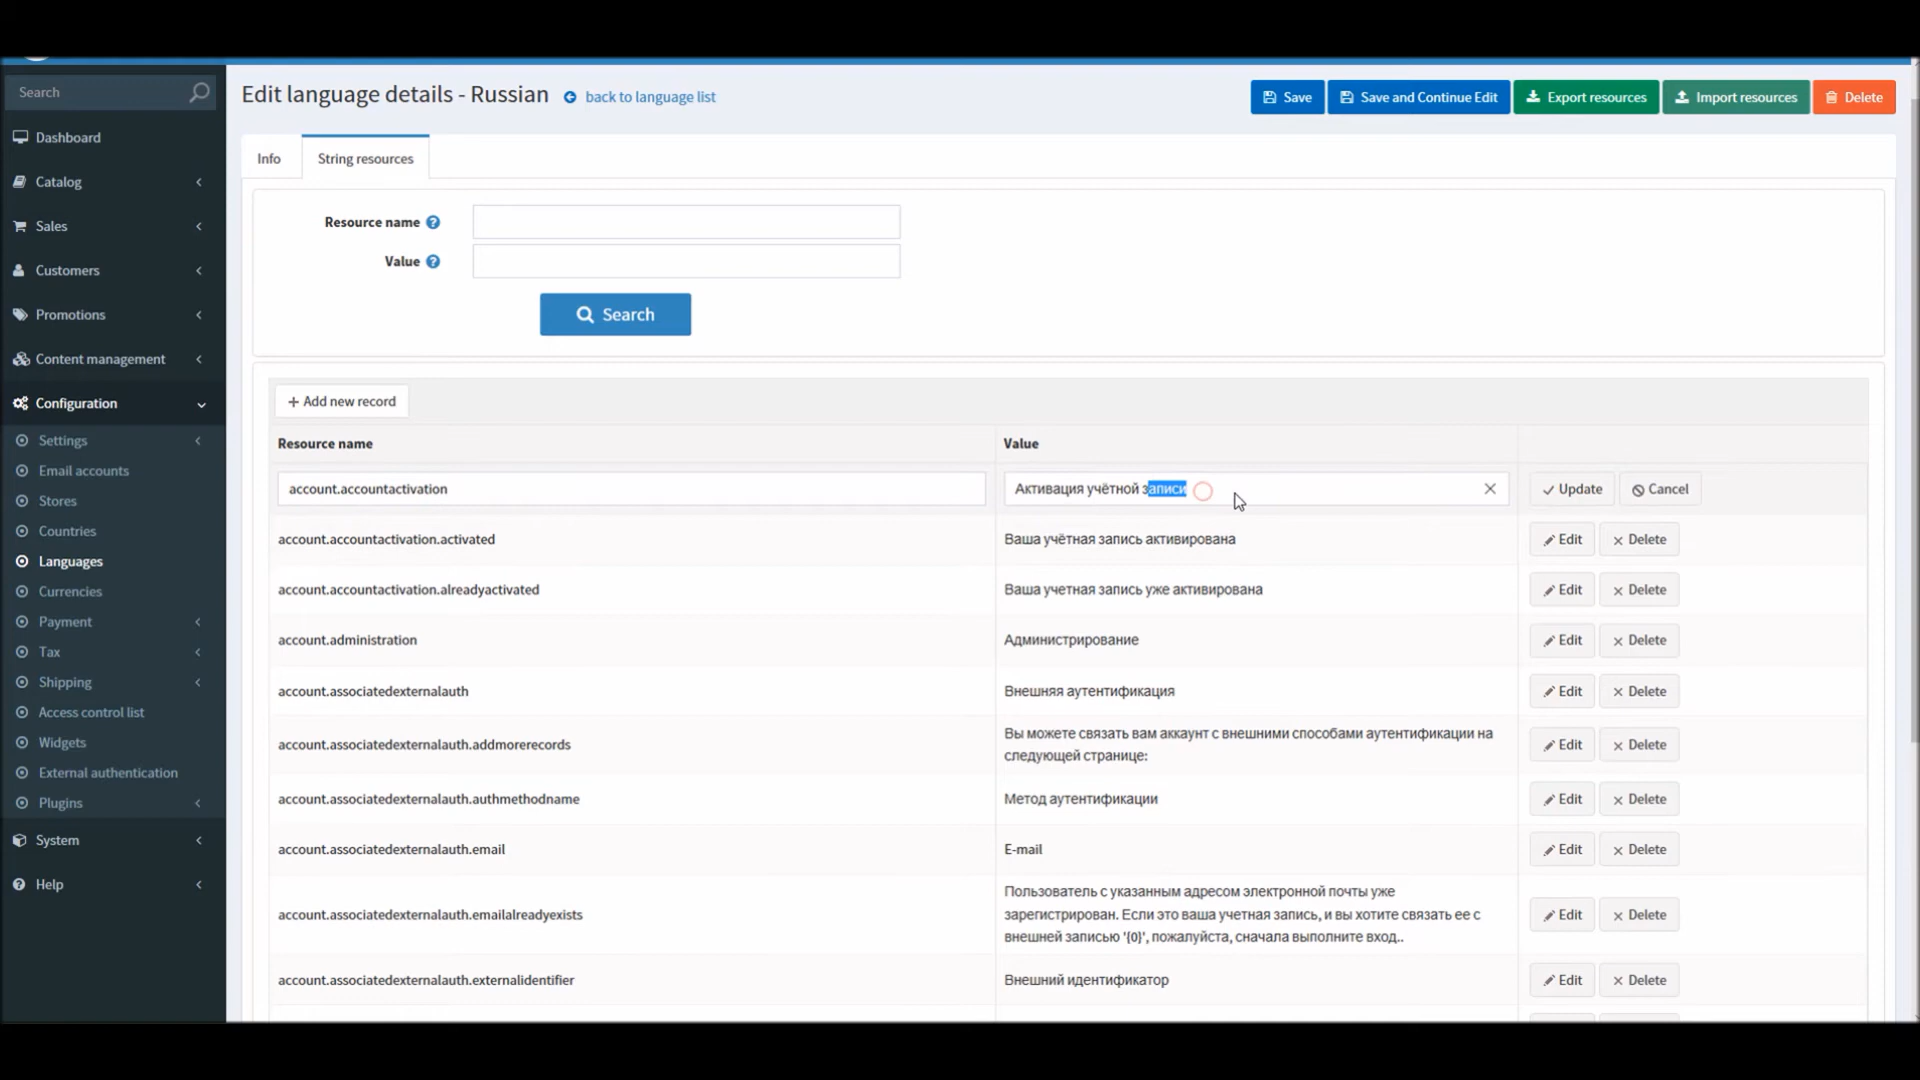 Search
Edit language details - Russian
back to language list
Save
Save and Continue Edit
Export resources
Import resources
Delete
Dashboard
Catalog
Sales
Customers
Promotions
Content management
Configuration
Settings
Email accounts
Stores
Countries
Languages
Currencies
Payment
Tax
Shipping
Access control list
Widgets
External authentication
Plugins
System
Help
Info
String resources
Resource name
Value
Search
Add new record
Resource name
Value
account.accountactivation
Активация учётной записи
Update
Cancel
account.accountactivation.activated
Ваша учётная запись активирована
Edit
Delete
account.accountactivation.alreadyactivated
Ваша учетная запись уже активирована
Edit
Delete
account.administration
Администрирование
Edit
Delete
account.associatedexternalauth
Внешняя аутентификация
Edit
Delete
account.associatedexternalauth.addmorerecords
Вы можете связать вам аккаунт с внешними способами аутентификации на
следующей странице:
Edit
Delete
account.associatedexternalauth.authmethodname
Метод аутентификации
Edit
Delete
account.associatedexternalauth.email
E-mail
Edit
Delete
account.associatedexternalauth.emailalreadyexists
Пользователь с указанным адресом электронной почты уже
зарегистрирован. Если это ваша учетная запись, и вы хотите связать ее с
внешней записью '{0}', пожалуйста, сначала выполните вход..
Edit
Delete
account.associatedexternalauth.externalidentifier
Внешний идентификатор
Edit
Delete